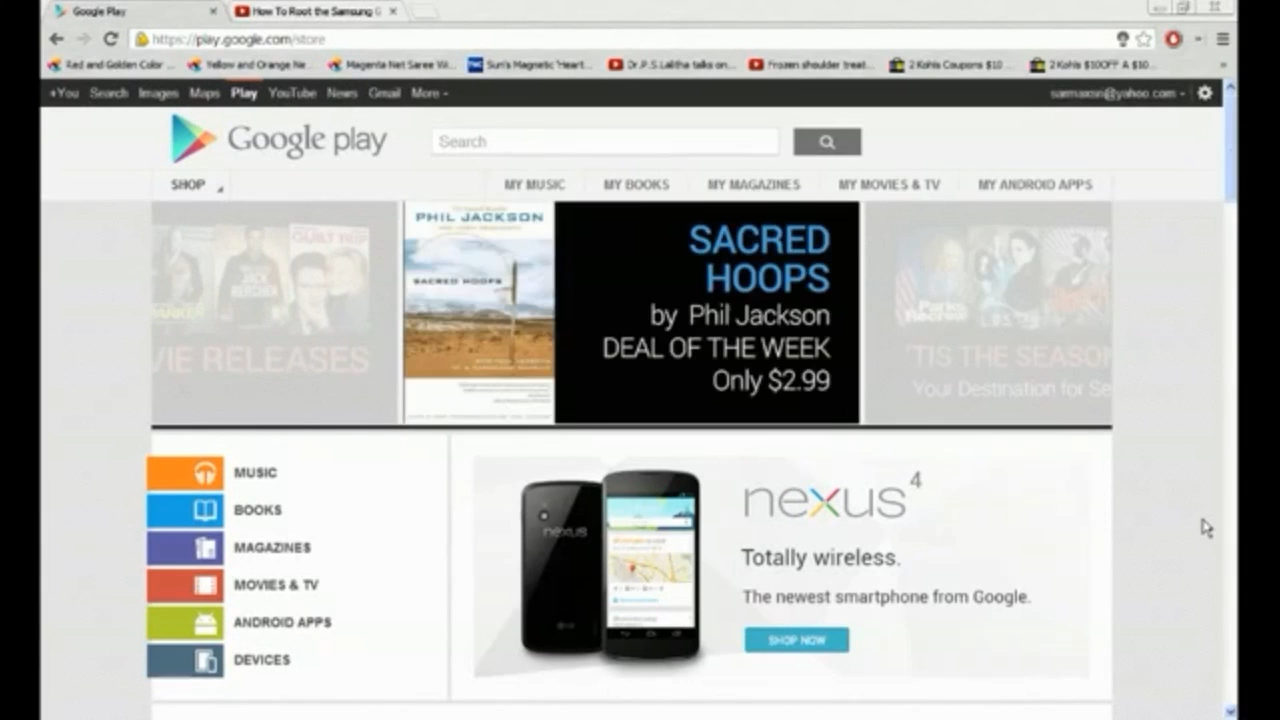 Google Play
How To Root the Samsung G
https://play.google.com/store
Red and Golden Color ...
Yellow and Orange Ne...
Magenta Net Saree W...
Sun's Magnetic 'Heart...
Dr.P.S.Lalitha talks on...
Frozen shoulder treat...
2 Kohls Coupons $10 ...
2 Kohls $10OFF A $10...
+You Search Images Maps Play YouTube News Gmail More
Google play
Search
SHOP
MY MUSIC
MY BOOKS
MY MAGAZINES
MY MOVIES & TV
MY ANDROID APPS
GUILT TRIP
VIE RELEASES
PHIL JACKSON
SACRED HOOPS
SACRED
HOOPS
by Phil Jackson
DEAL OF THE WEEK
Only $2.99
'TIS THE SEASON
Your Destination for Se
MUSIC
BOOKS
MAGAZINES
MOVIES & TV
ANDROID APPS
DEVICES
nexus
nexus 4
Totally wireless.
The newest smartphone from Google.
SHOP NOW